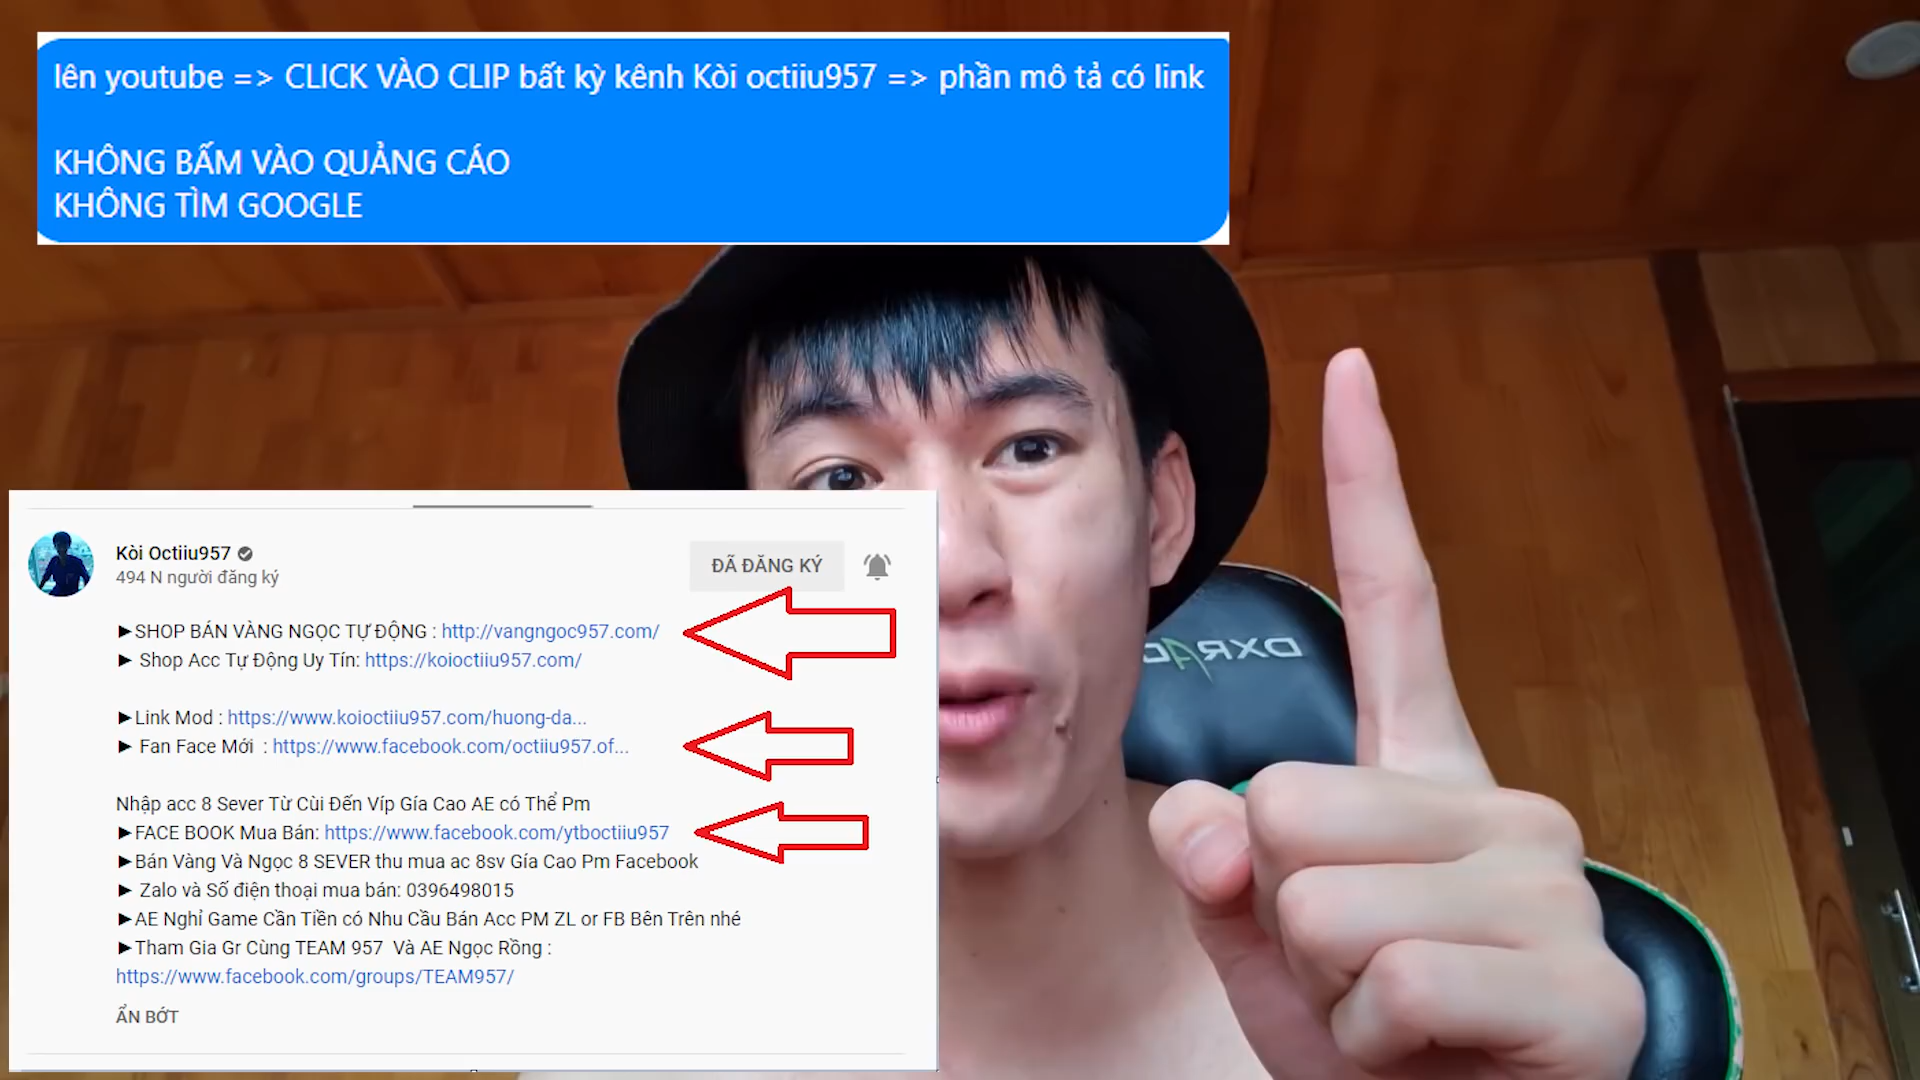 lên youtube => CLICK VÀO CLIP bất kỳ kênh Kòi octiiu957 => phần mô tả có link
KHÔNG BẤM VÀO QUẢNG CÁO
KHÔNG TÌM GOOGLE
Kòi Octiiu957
494 N người đăng ký
ĐÃ ĐĂNG KÝ
►SHOP BÁN VÀNG NGỌC TỰ ĐỘNG : http://vangngoc957.com/
► Shop Acc Tự Động Uy Tín: https://koioctiiu957.com/
►Link Mod : https://www.koioctiiu957.com/huong-da...
► Fan Face Mới : https://www.facebook.com/octiiu957.of...
Nhập acc 8 Sever Từ Cùi Đến Víp Gía Cao AE có Thể Pm
►FACE BOOK Mua Bán: https://www.facebook.com/ytboctiiu957
►Bán Vàng Và Ngọc 8 SEVER thu mua ac 8sv Gía Cao Pm Facebook
► Zalo và Số điện thoại mua bán: 0396498015
►AE Nghỉ Game Cần Tiền có Nhu Cầu Bán Acc PM ZL or FB Bên Trên nhé
►Tham Gia Gr Cùng TEAM 957 Và AE Ngọc Rồng :
https://www.facebook.com/groups/TEAM957/
ẨN BỚT